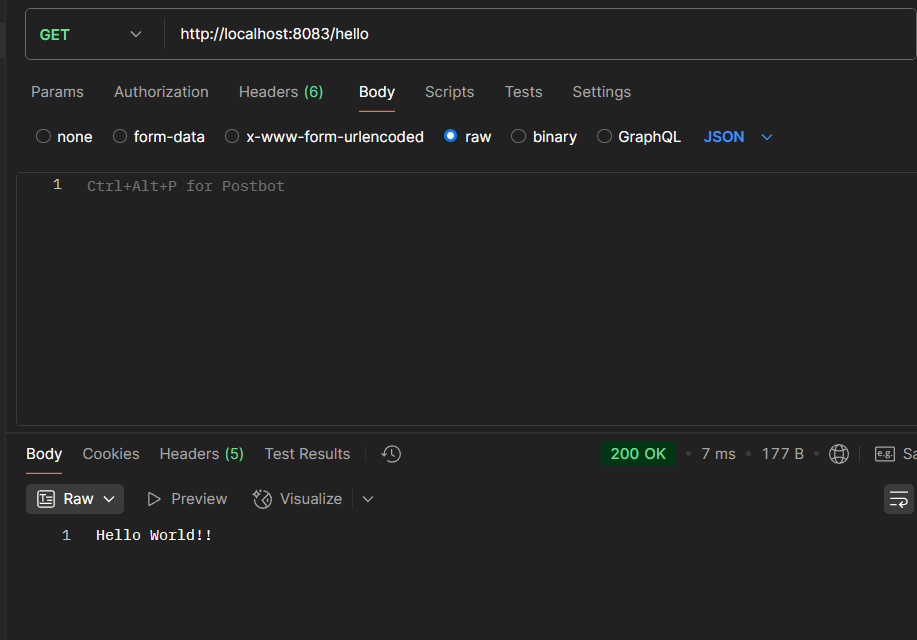 GET http://localhost:8083/hello
Params Authorization Headers (6) Body Scripts Tests Settings
none form-data x-www-form-urlencoded raw binary GraphQL JSON
1 Ctrl+Alt+P for Postbot
Body Cookies Headers (5) Test Results 200 OK 7 ms 177 B e.g. Sa
Raw Preview Visualize
1 Hello World!!